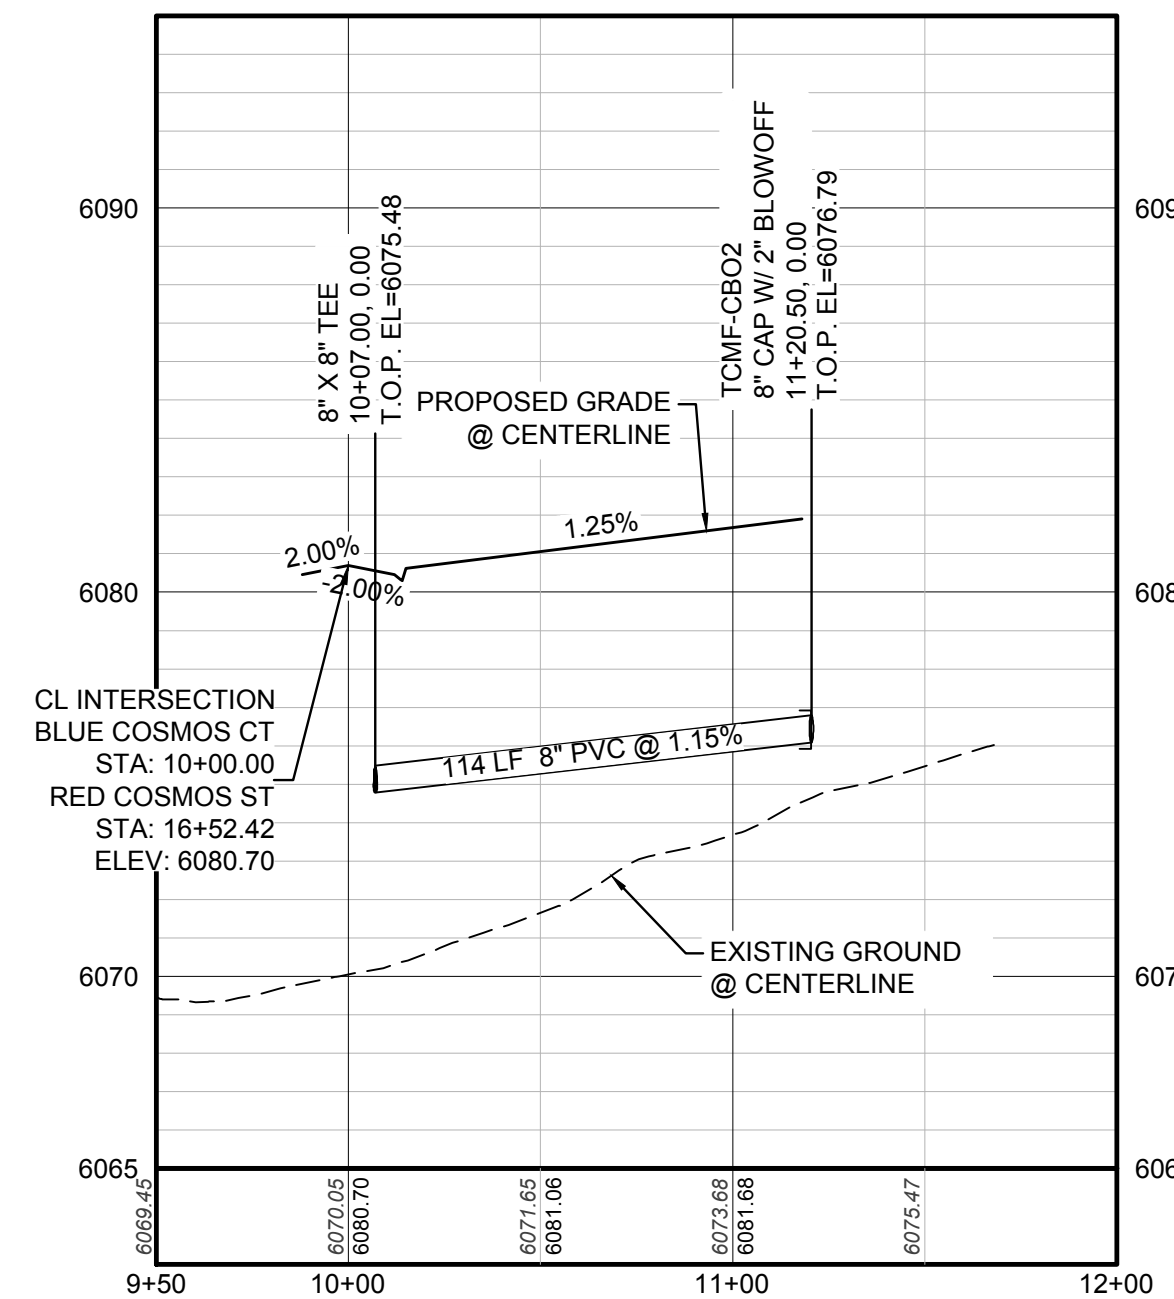 8" X 8" TEE
10+07.00, 0.00
T.O.P. EL=6075.48
TCMF-CBO2
8" CAP W/ 2" BLOWOFF
11+20.50, 0.00
T.O.P. EL=6076.79
6090
609
PROPOSED GRADE
@ CENTERLINE
2.00%
-2.00%
1.25%
6080
608
CL INTERSECTION
BLUE COSMOS CT
STA: 10+00.00
RED COSMOS ST
STA: 16+52.42
ELEV: 6080.70
114 LF 8" PVC @ 1.15%
EXISTING GROUND
@ CENTERLINE
6070
607
6065
606
6069.45
6070.05
6080.70
6071.65
6081.06
6073.68
6081.68
6075.47
9+50
10+00
11+00
12+00